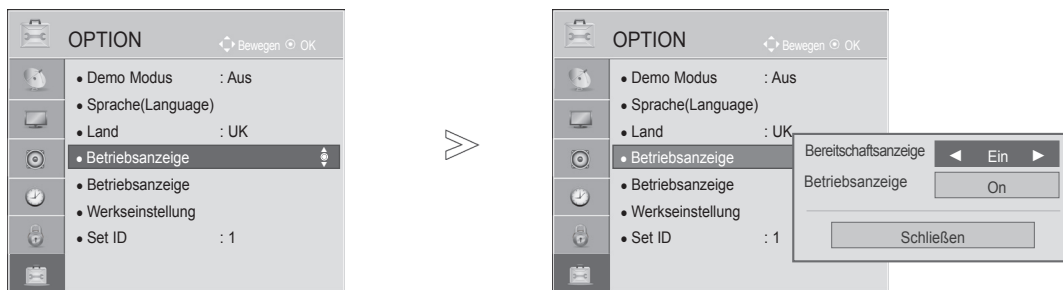 OPTION
Bewegen OK
• Demo Modus : Aus
• Sprache(Language)
• Land : UK
• Betriebsanzeige
• Betriebsanzeige
• Werkseinstellung
• Set ID : 1
OPTION
Bewegen OK
• Demo Modus : Aus
• Sprache(Language)
• Land : UK
• Betriebsanzeige
• Betriebsanzeige
• Werkseinstellung
• Set ID : 1
Bereitschaftsanzeige ◄ Ein ►
Betriebsanzeige On
Schließen